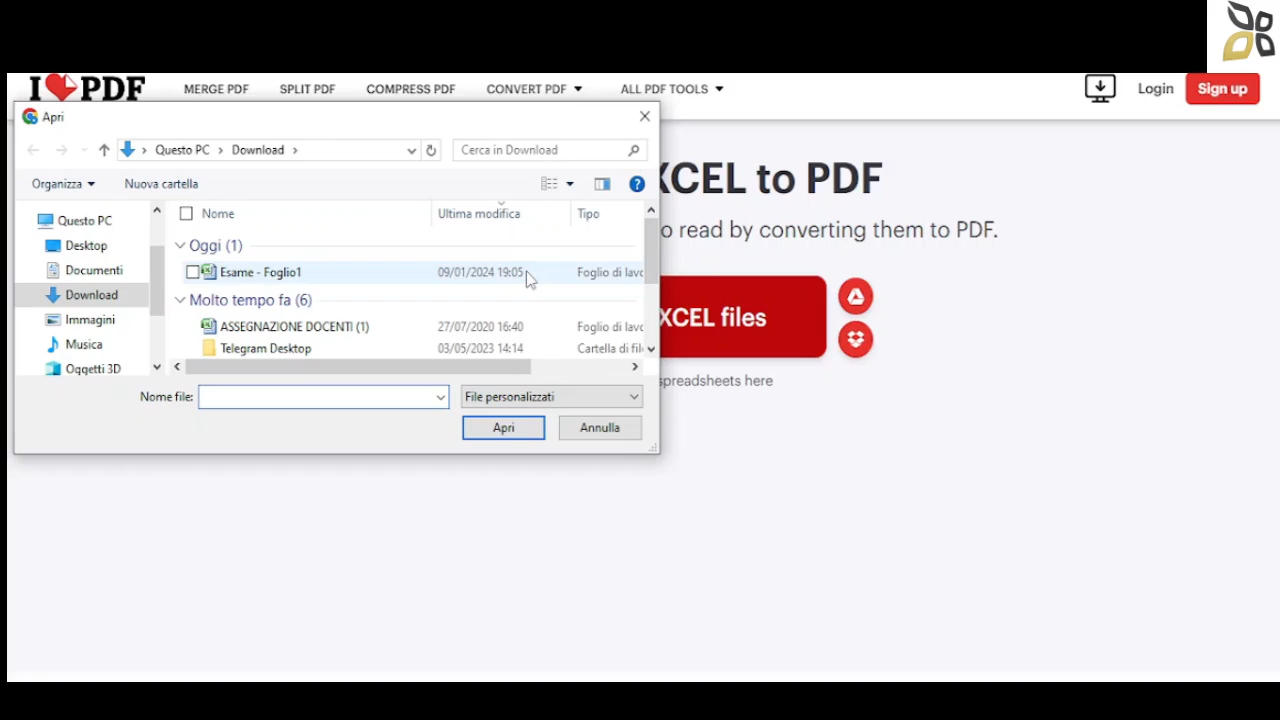 I PDF
MERGE PDF
SPLIT PDF
COMPRESS PDF
CONVERT PDF
ALL PDF TOOLS
Login
Sign up
Apri
Questo PC
Download
Cerca in Download
Organizza
Nuova cartella
Nome
Ultima modifica
Tipo
Questo PC
Desktop
Documenti
Download
Immagini
Musica
Oggetti 3D
Oggi (1)
Esame - Foglio1
09/01/2024 19:05
Foglio di lavo
Molto tempo fa (6)
ASSEGNAZIONE DOCENTI (1)
27/07/2020 16:40
Foglio di lavo
Telegram Desktop
03/05/2023 14:14
Cartella di file
Nome file:
File personalizzati
Apri
Annulla
XCEL to PDF
o read by converting them to PDF.
XCEL files
spreadsheets here